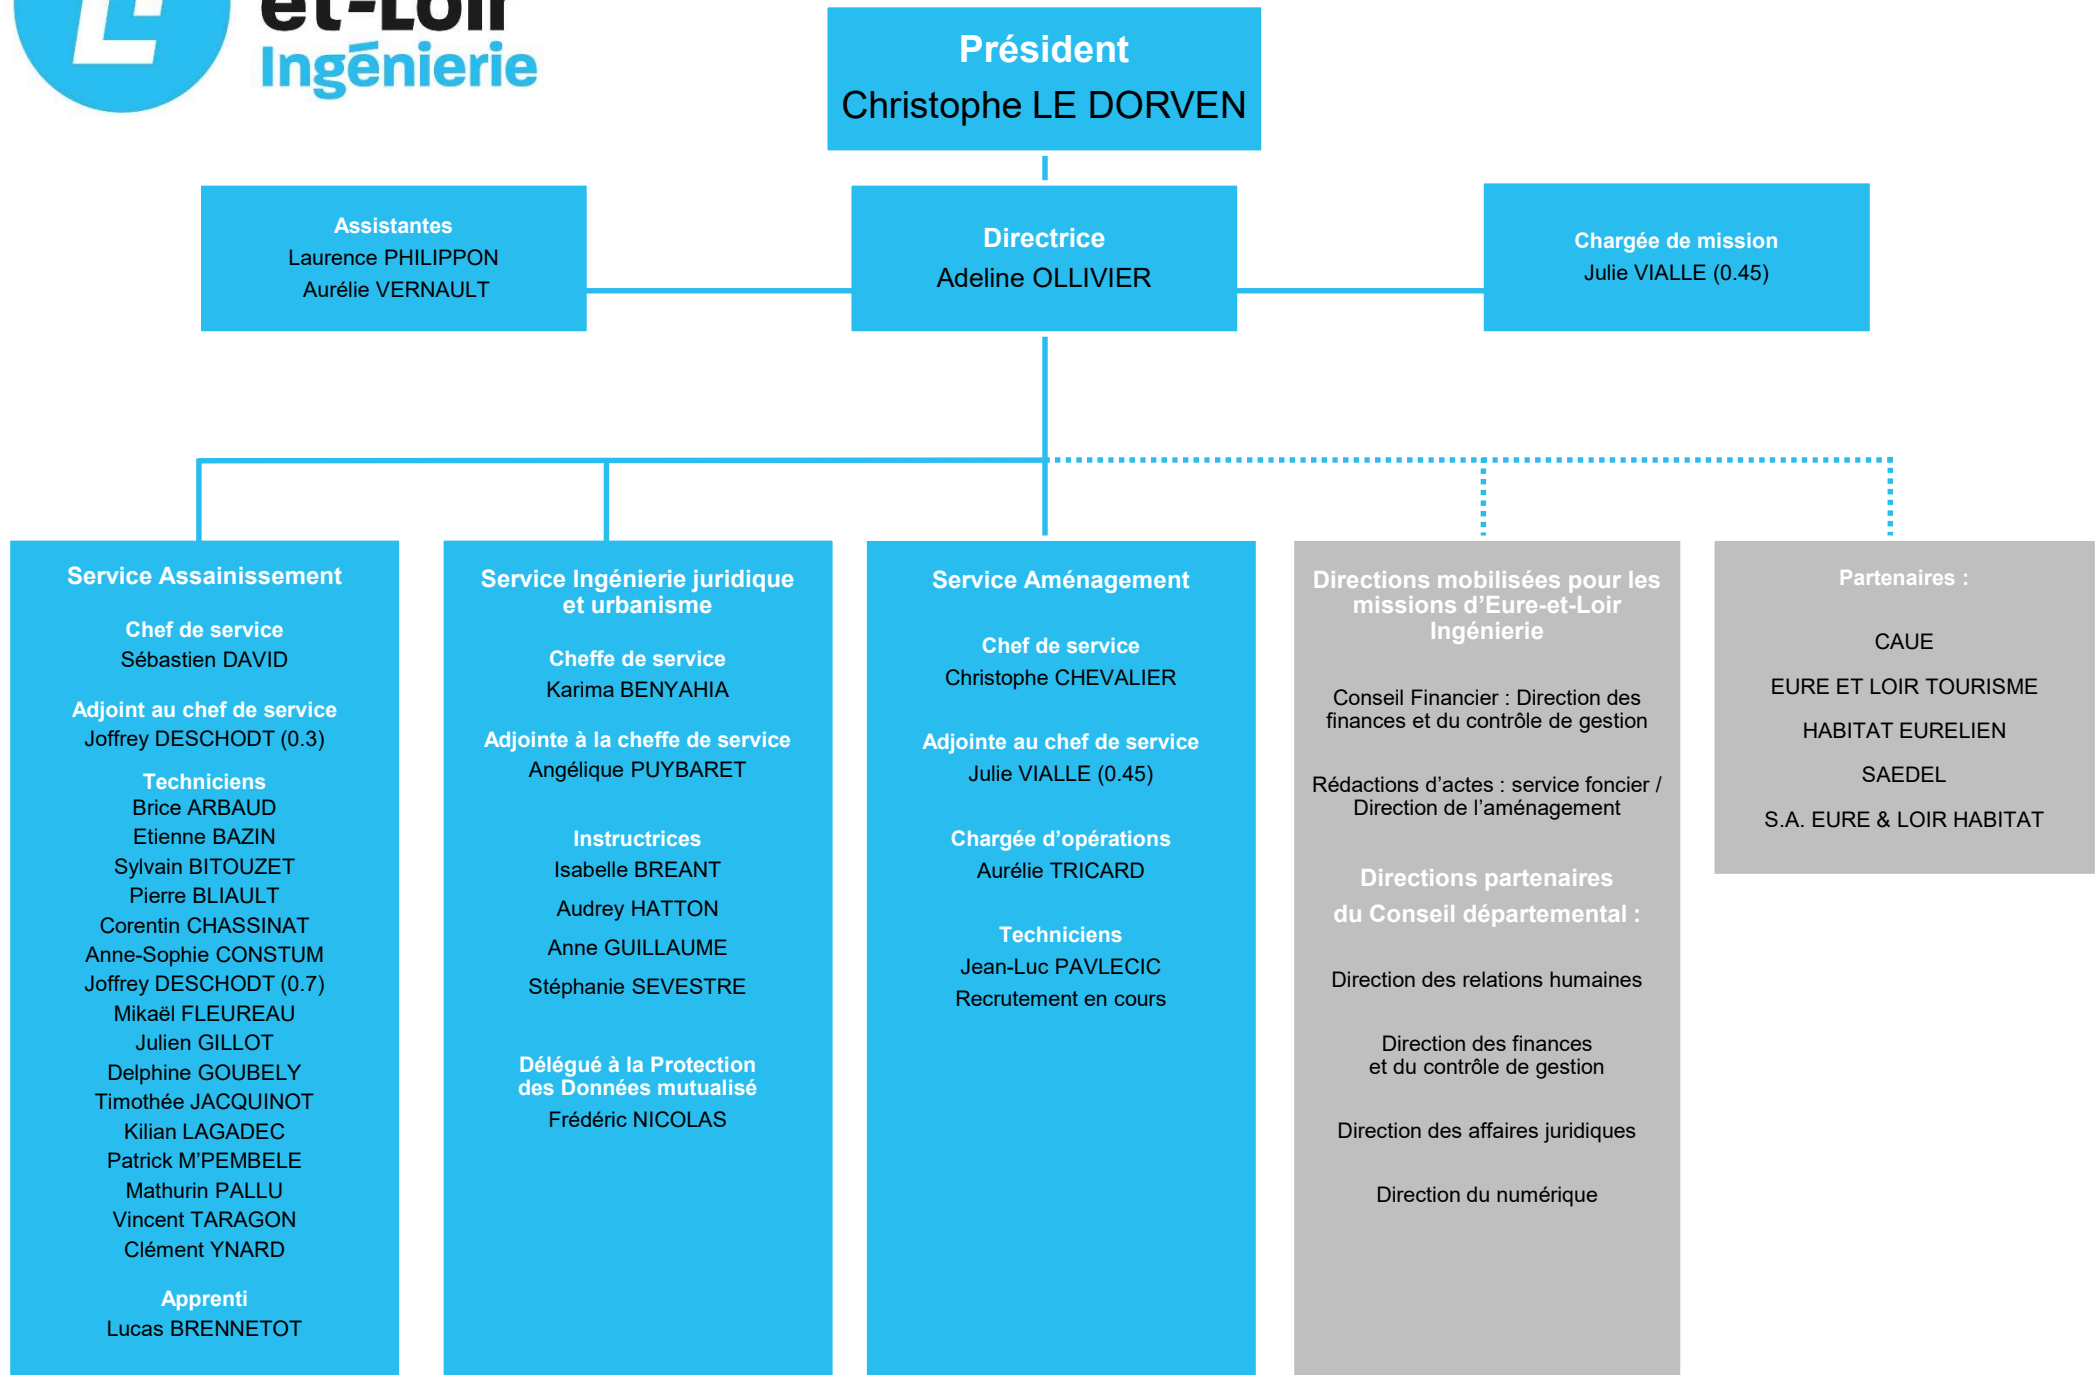 et-Loir
Ingénierie
Président
Christophe LE DORVEN
Assistantes
Laurence PHILIPPON
Aurélie VERNAULT
Directrice
Adeline OLLIVIER
Chargée de mission
Julie VIALLE (0.45)
Service Assainissement
Chef de service
Sébastien DAVID
Adjoint au chef de service
Joffrey DESCHODT (0.3)
Techniciens
Brice ARBAUD
Etienne BAZIN
Sylvain BITOUZET
Pierre BLIAULT
Corentin CHASSINAT
Anne-Sophie CONSTUM
Joffrey DESCHODT (0.7)
Mikaël FLEUREAU
Julien GILLOT
Delphine GOUBELY
Timothée JACQUINOT
Kilian LAGADEC
Patrick M’PEMBELE
Mathurin PALLU
Vincent TARAGON
Clément YNARD
Apprenti
Lucas BRENNETOT
Service Ingénierie juridique
et urbanisme
Cheffe de service
Karima BENYAHIA
Adjointe à la cheffe de service
Angélique PUYBARET
Instructrices
Isabelle BREANT
Audrey HATTON
Anne GUILLAUME
Stéphanie SEVESTRE
Délégué à la Protection
des Données mutualisé
Frédéric NICOLAS
Service Aménagement
Chef de service
Christophe CHEVALIER
Adjointe au chef de service
Julie VIALLE (0.45)
Chargée d’opérations
Aurélie TRICARD
Techniciens
Jean-Luc PAVLECIC
Recrutement en cours
Directions mobilisées pour les
missions d’Eure-et-Loir
Ingénierie
Conseil Financier : Direction des
finances et du contrôle de gestion
Rédactions d’actes : service foncier /
Direction de l’aménagement
Directions partenaires
du Conseil départemental :
Direction des relations humaines
Direction des finances
et du contrôle de gestion
Direction des affaires juridiques
Direction du numérique
Partenaires :
CAUE
EURE ET LOIR TOURISME
HABITAT EURELIEN
SAEDEL
S.A. EURE & LOIR HABITAT